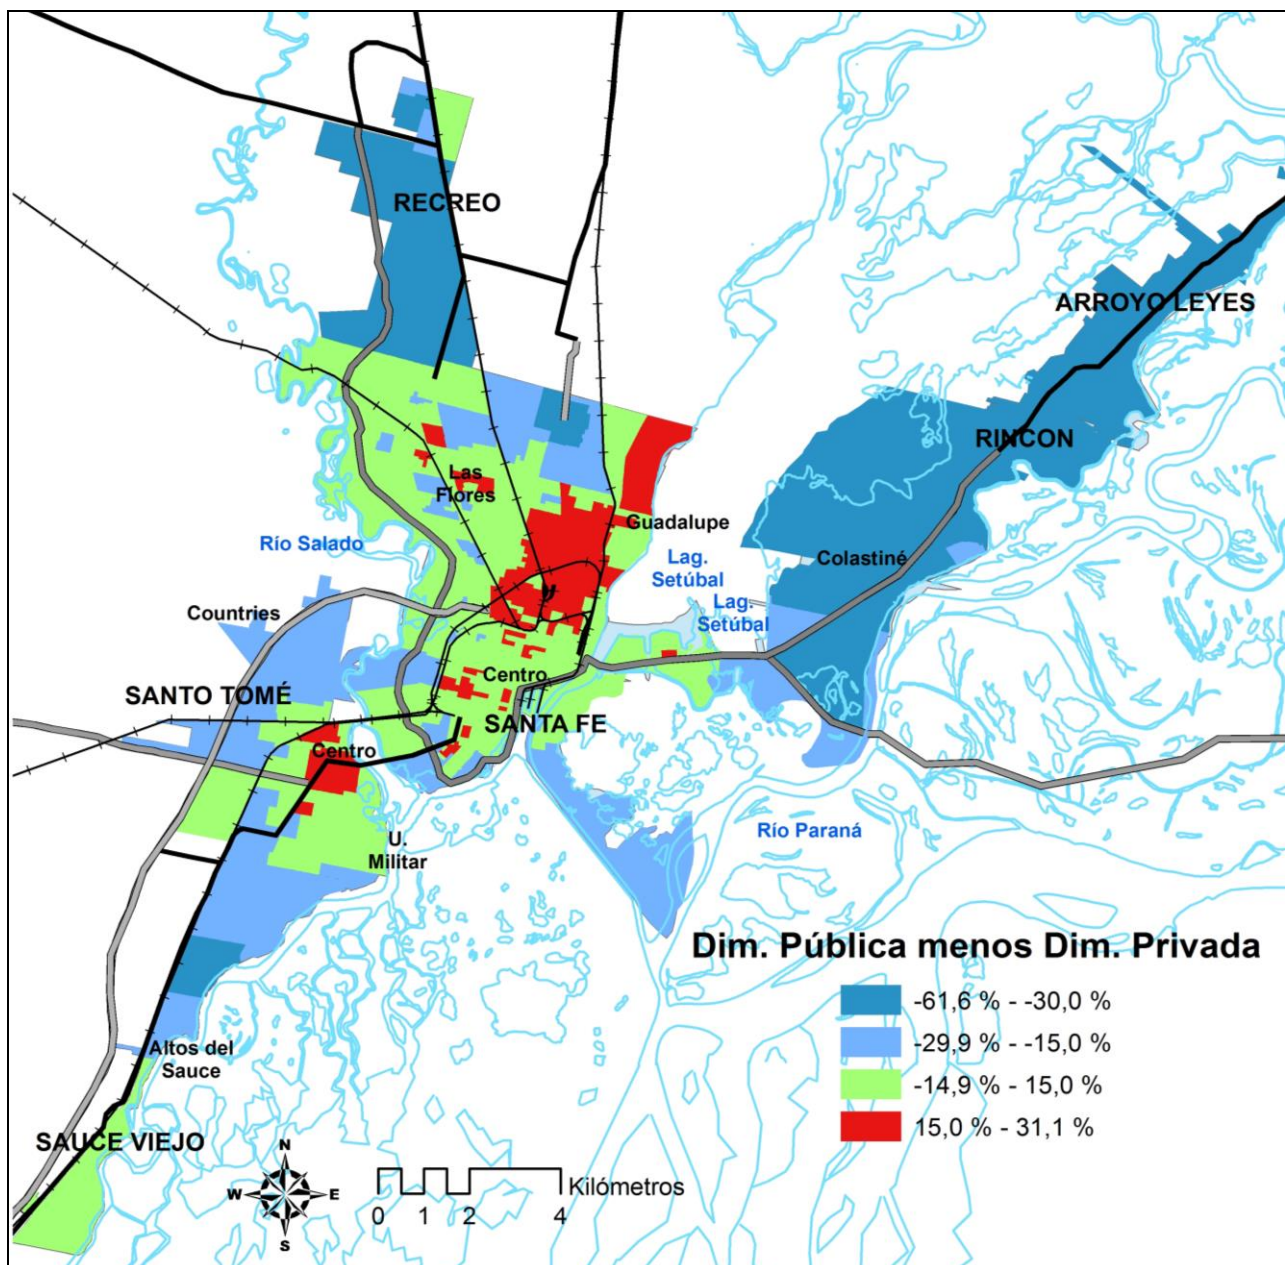 RECREO
ARROYO LEYES
RINCON
Las
Flores
Guadalupe
Río Salado
Lag.
Setúbal
Colastiné
Lag.
Setúbal
Countries
SANTO TOMÉ
Centro
SANTA FE
Centro
U.
Militar
Río Paraná
Dim. Pública menos Dim. Privada
-61,6 % - -30,0 %
-29,9 % - -15,0 %
-14,9 % - 15,0 %
15,0 % - 31,1 %
Altos del
Sauce
SAUCE VIEJO
N
W E
S
Kilómetros
0 1 2 4